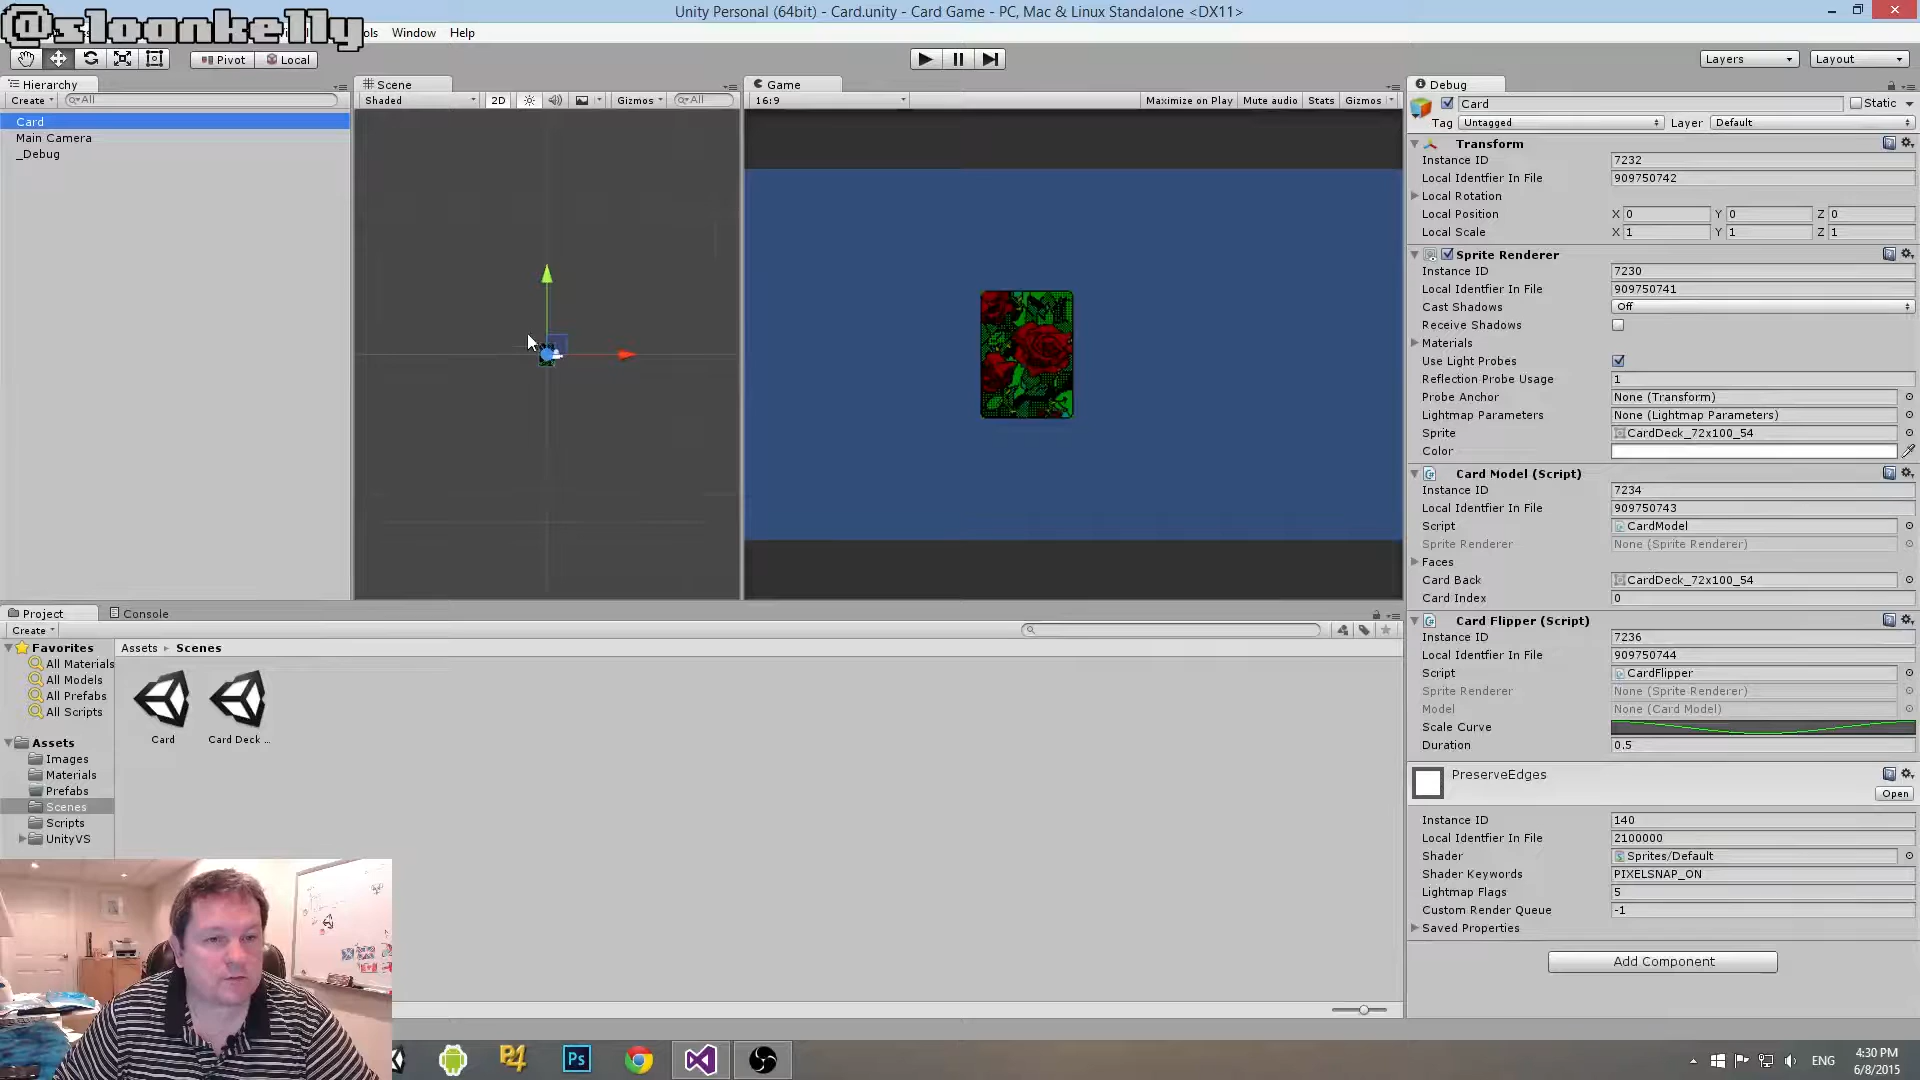 Unity Personal (64bit) - Card.unity - Card Game - PC, Mac & Linux Standalone <DX11>
@sloankelly
ols Window Help
Pivot Local
Layers Layout
Hierarchy
Create All
Card
Main Camera
_Debug
Scene
Shaded 2D Gizmos All
Game
16:9 Maximize on Play Mute audio Stats Gizmos
Debug
Card Static
Tag Untagged Layer Default
Transform
Instance ID 7232
Local Identfier In File 909750742
Local Rotation
Local Position X 0 Y 0 Z 0
Local Scale X 1 Y 1 Z 1
Sprite Renderer
Instance ID 7230
Local Identfier In File 909750741
Cast Shadows Off
Receive Shadows
Materials
Use Light Probes
Reflection Probe Usage 1
Probe Anchor None (Transform)
Lightmap Parameters None (Lightmap Parameters)
Sprite CardDeck_72x100_54
Color
Card Model (Script)
Instance ID 7234
Local Identfier In File 909750743
Script CardModel
Sprite Renderer None (Sprite Renderer)
Faces
Card Back CardDeck_72x100_54
Card Index 0
Card Flipper (Script)
Instance ID 7236
Local Identfier In File 909750744
Script CardFlipper
Sprite Renderer None (Sprite Renderer)
Model None (Card Model)
Scale Curve
Duration 0.5
PreserveEdges
Open
Instance ID 140
Local Identfier In File 2100000
Shader Sprites/Default
Shader Keywords PIXELSNAP_ON
Lightmap Flags 5
Custom Render Queue -1
Saved Properties
Add Component
Project Console
Create
Favorites
All Materials
All Models
All Prefabs
All Scripts
Assets
Images
Materials
Prefabs
Scenes
Scripts
UnityVS
Assets Scenes
Card Card Deck ...
P4 Ps
ENG 4:30 PM
6/8/2015